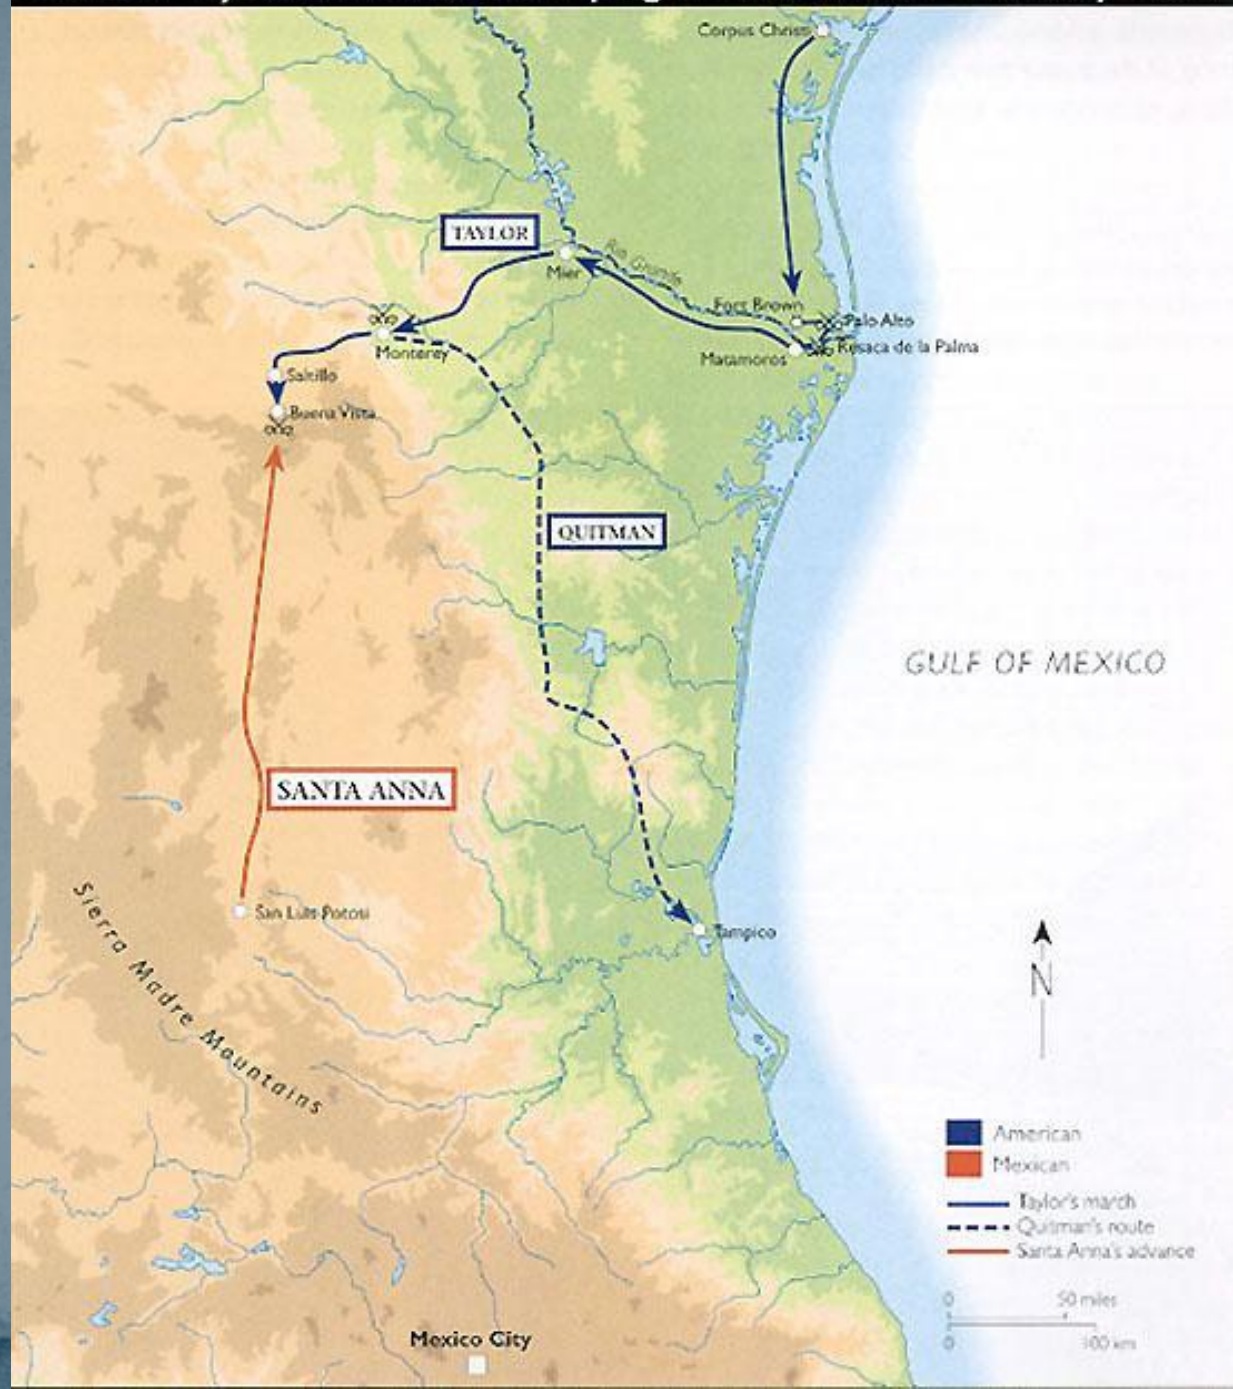 Corpus Christi
TAYLOR
Rio Grande
Mier
Fort Brown
Palo Alto
Resaca de la Palma
Matamoros
Monterey
Saltillo
Buena Vista
QUITMAN
GULF OF MEXICO
SANTA ANNA
San Luis Potosi
Sierra Madre Mountains
Tampico
N
American
Mexican
Taylor's march
Quitman's route
Santa Anna's advance
0 50 miles
0 100 km
Mexico City